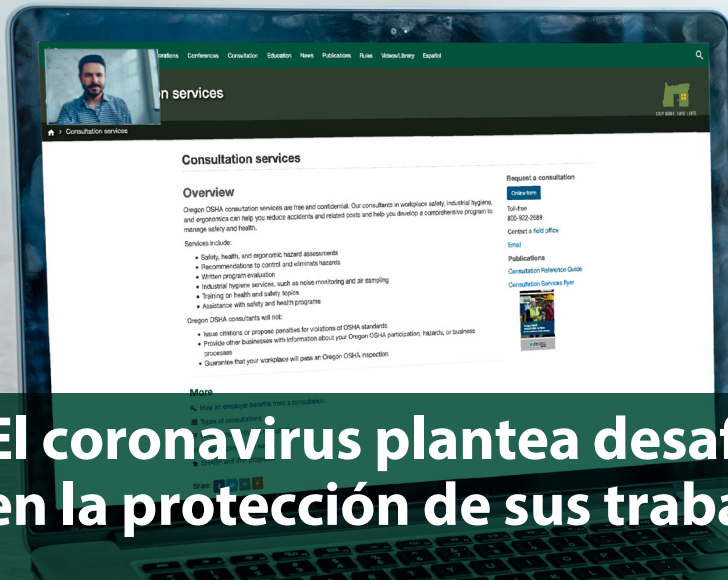 Conferences Consultation Education News Publications Rules Videos/Library Español
n services
> Consultation services
Consultation services
Overview
Oregon OSHA consultation services are free and confidential. Our consultants in workplace safety, industrial hygiene,
and ergonomics can help you reduce accidents and related costs and help you develop a comprehensive program to
manage safety and health.
Services include:
• Safety, health, and ergonomic hazard assessments
• Recommendations to control and eliminate hazards
• Written program evaluation
• Industrial hygiene services, such as noise monitoring and air sampling
• Training on health and safety topics
• Assistance with safety and health programs
Oregon OSHA consultants will not:
• Issue citations or propose penalties for violations of OSHA standards
• Provide other businesses with information about your Oregon OSHA participation, hazards, or business
processes
• Guarantee that your workplace will pass an Oregon OSHA inspection
More
How an employer benefits from a consultation
Types of consultations
Share
Request a consultation
Online form
Toll-free
800-922-2689
Contact a field office
Email
Publications
Consultation Reference Guide
Consultation Services flyer
El coronavirus plantea desaf
en la protección de sus traba